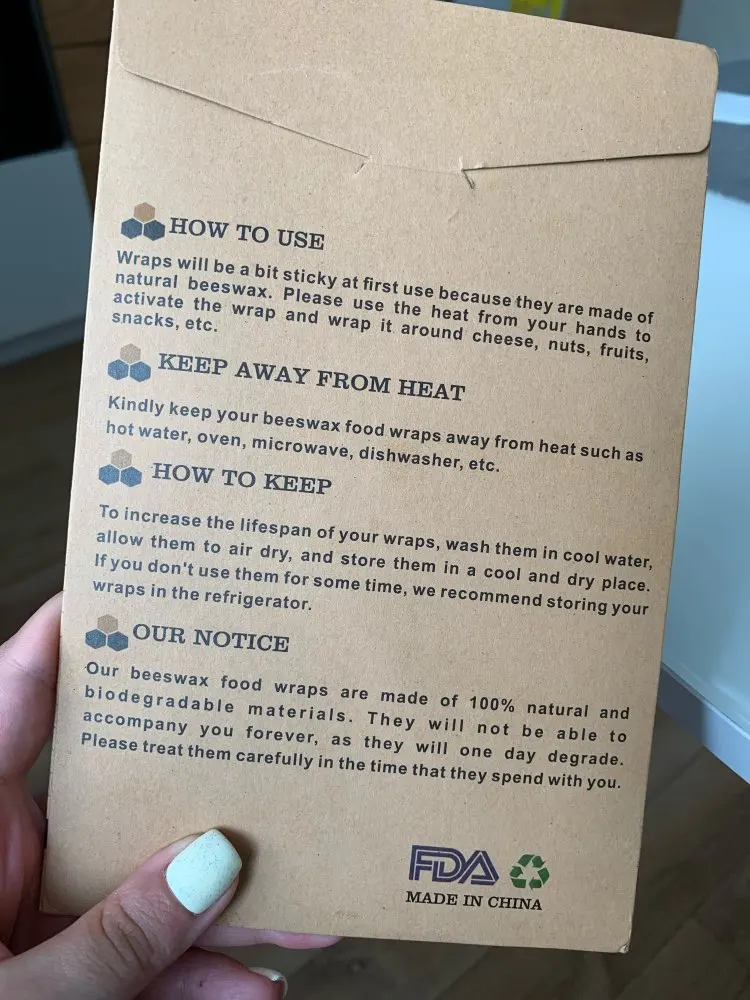 HOW TO USE
Wraps will be a bit sticky at first use because they are made of
natural beeswax. Please use the heat from your hands to
activate the wrap and wrap it around cheese, nuts, fruits,
snacks, etc.
KEEP AWAY FROM HEAT
Kindly keep your beeswax food wraps away from heat such as
hot water, oven, microwave, dishwasher, etc.
HOW TO KEEP
To increase the lifespan of your wraps, wash them in cool water,
allow them to air dry, and store them in a cool and dry place.
If you don't use them for some time, we recommend storing your
wraps in the refrigerator.
OUR NOTICE
Our beeswax food wraps are made of 100% natural and
biodegradable materials. They will not be able to
accompany you forever, as they will one day degrade.
Please treat them carefully in the time that they spend with you.
FDA
MADE IN CHINA